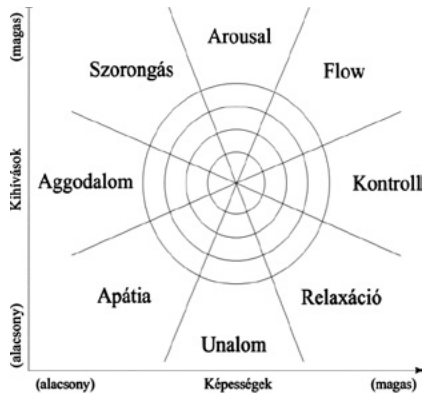 Arousal
Szorongás
Flow
Aggodalom
Kontroll
Apátia
Relaxáció
Unalom
(magas)
Kihívások
(alacsony)
(alacsony) Képességek (magas)